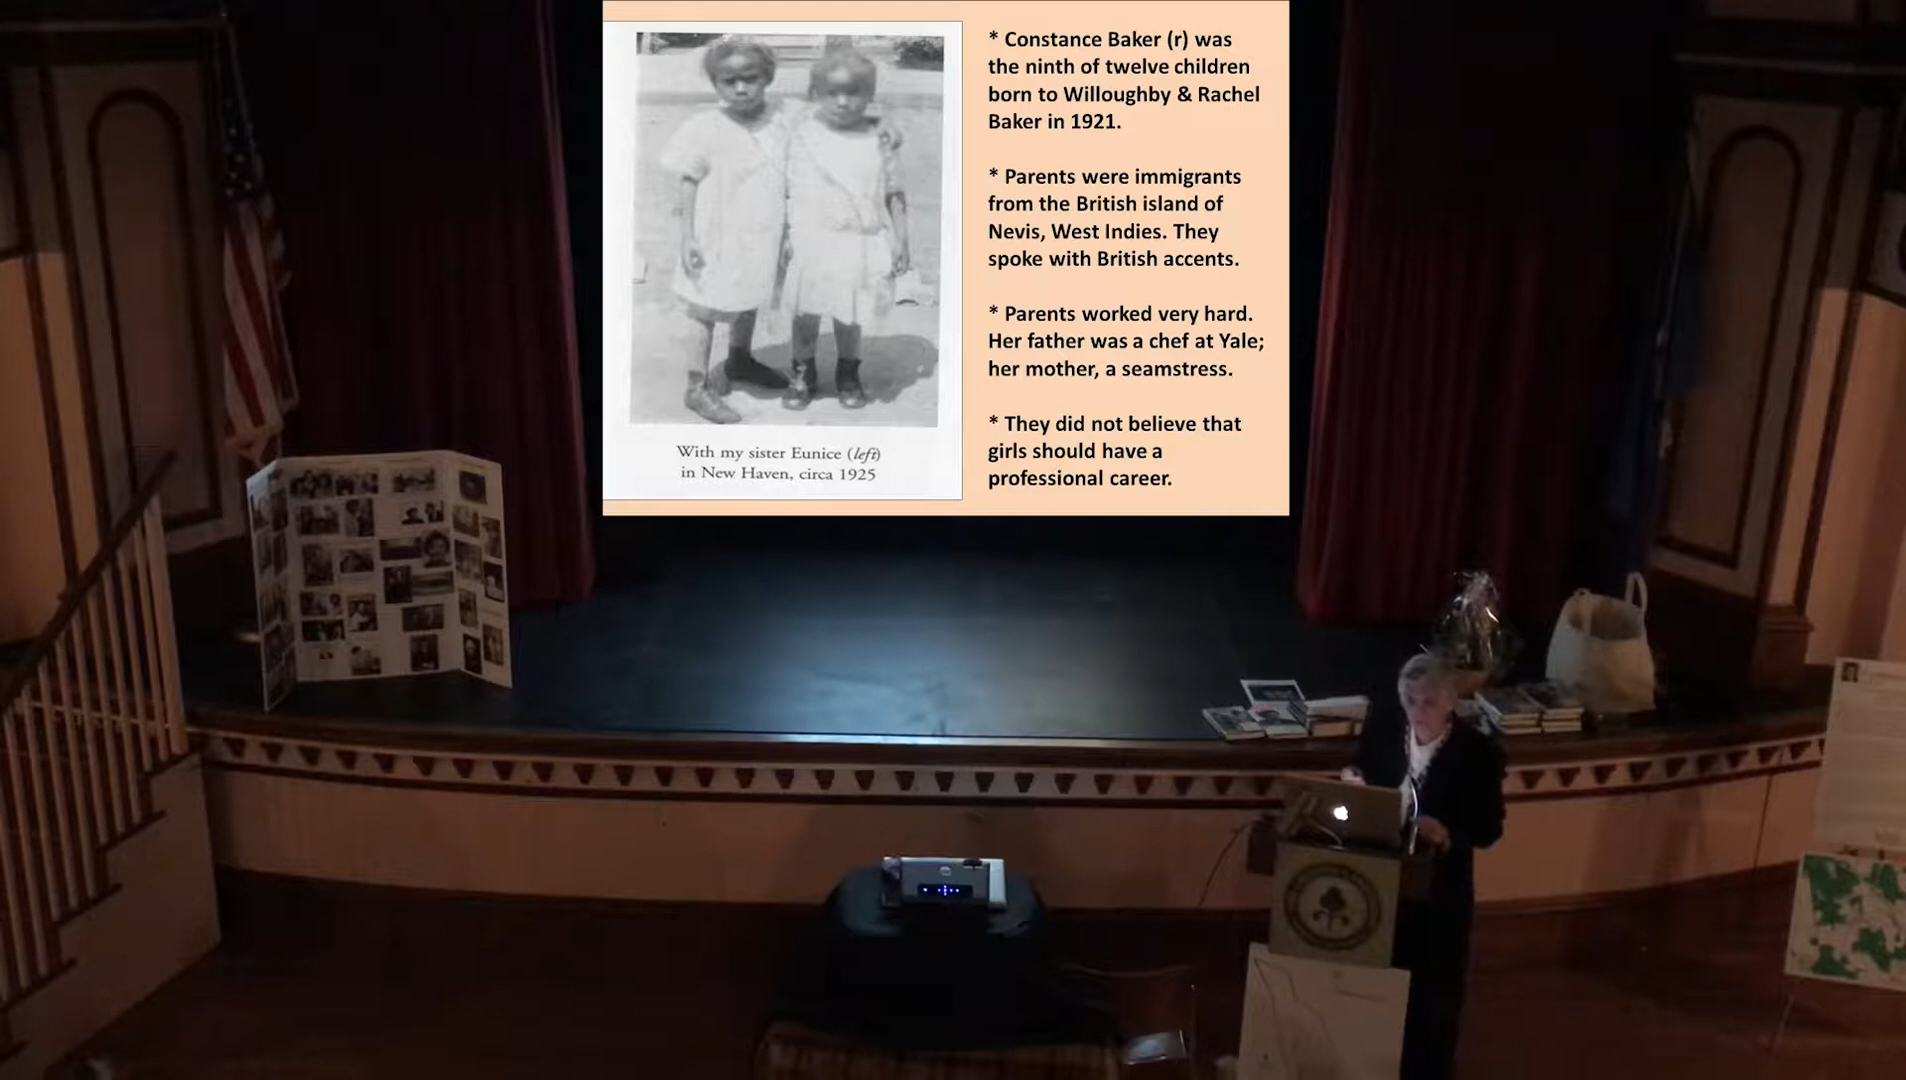 With my sister Eunice (left)
in New Haven, circa 1925
* Constance Baker (r) was
the ninth of twelve children
born to Willoughby & Rachel
Baker in 1921.
* Parents were immigrants
from the British island of
Nevis, West Indies. They
spoke with British accents.
* Parents worked very hard.
Her father was a chef at Yale;
her mother, a seamstress.
* They did not believe that
girls should have a
professional career.